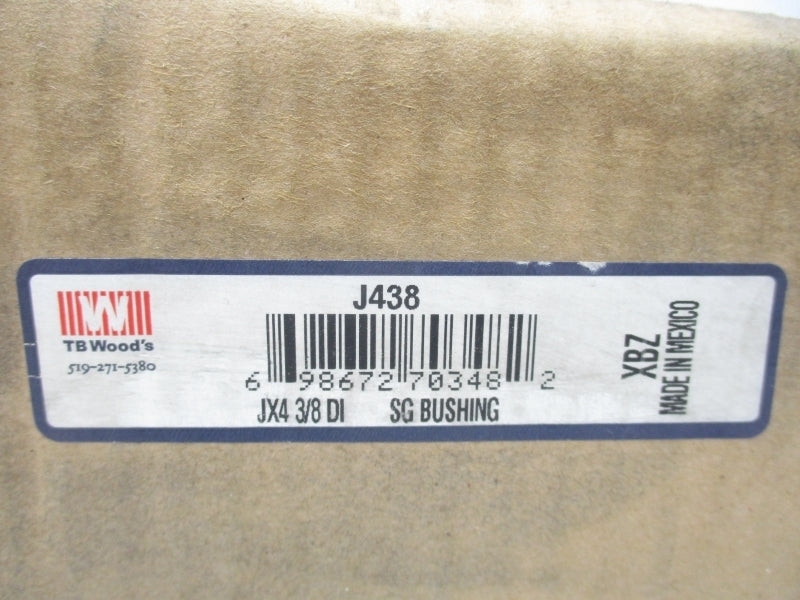 J438
TB Wood's
519-271-5380
6 98672 70348 2
JX4 3/8 DI SG BUSHING
XBZ
MADE IN MEXICO